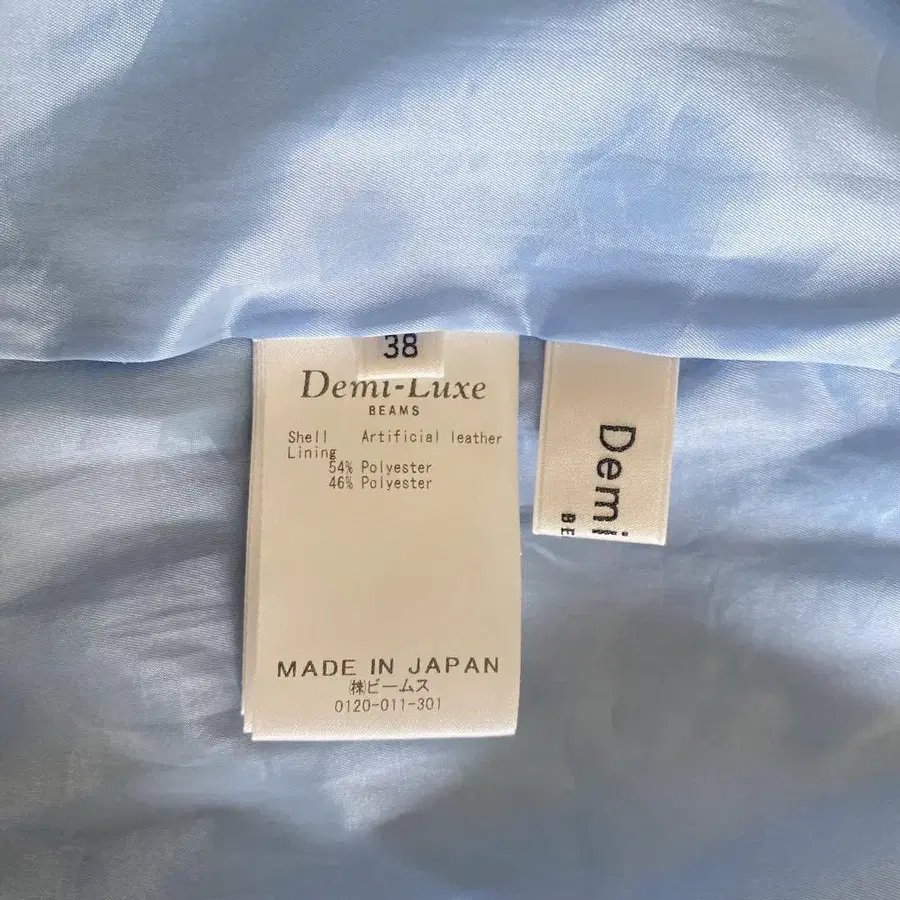 38
Demi-Luxe
BEAMS
Shell Artificial leather
Lining
54% Polyester
46% Polyester
MADE IN JAPAN
㈱ビームス
0120-011-301
Demi
BE